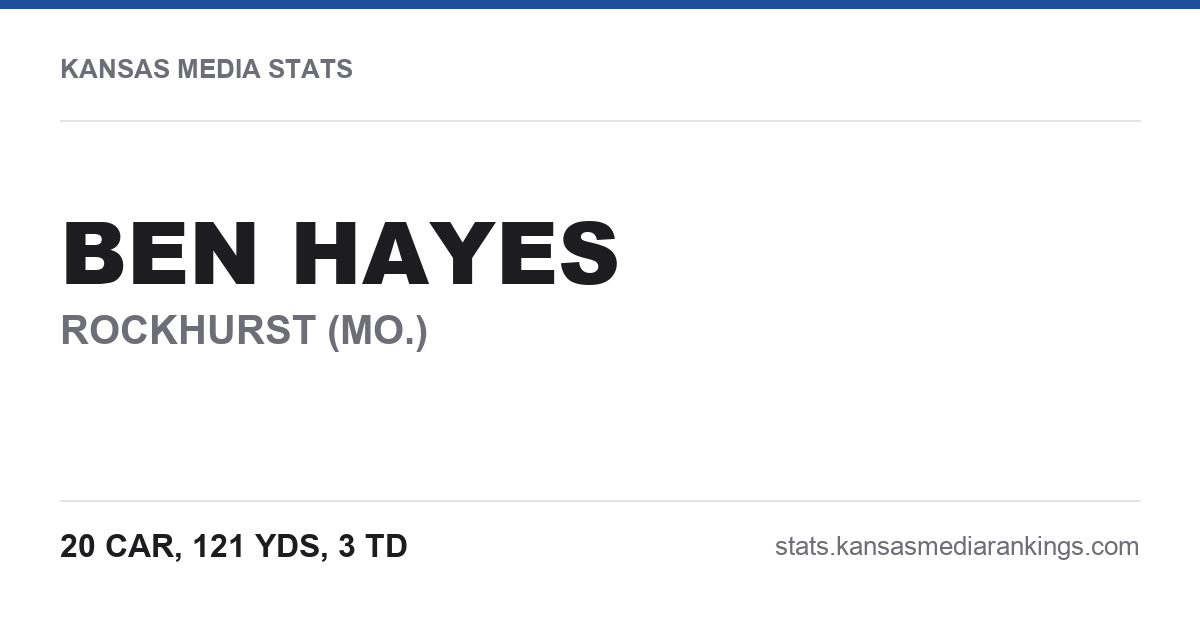 KANSAS MEDIA STATS
BEN HAYES
ROCKHURST (MO.)
20 CAR, 121 YDS, 3 TD
stats.kansasmediarankings.com